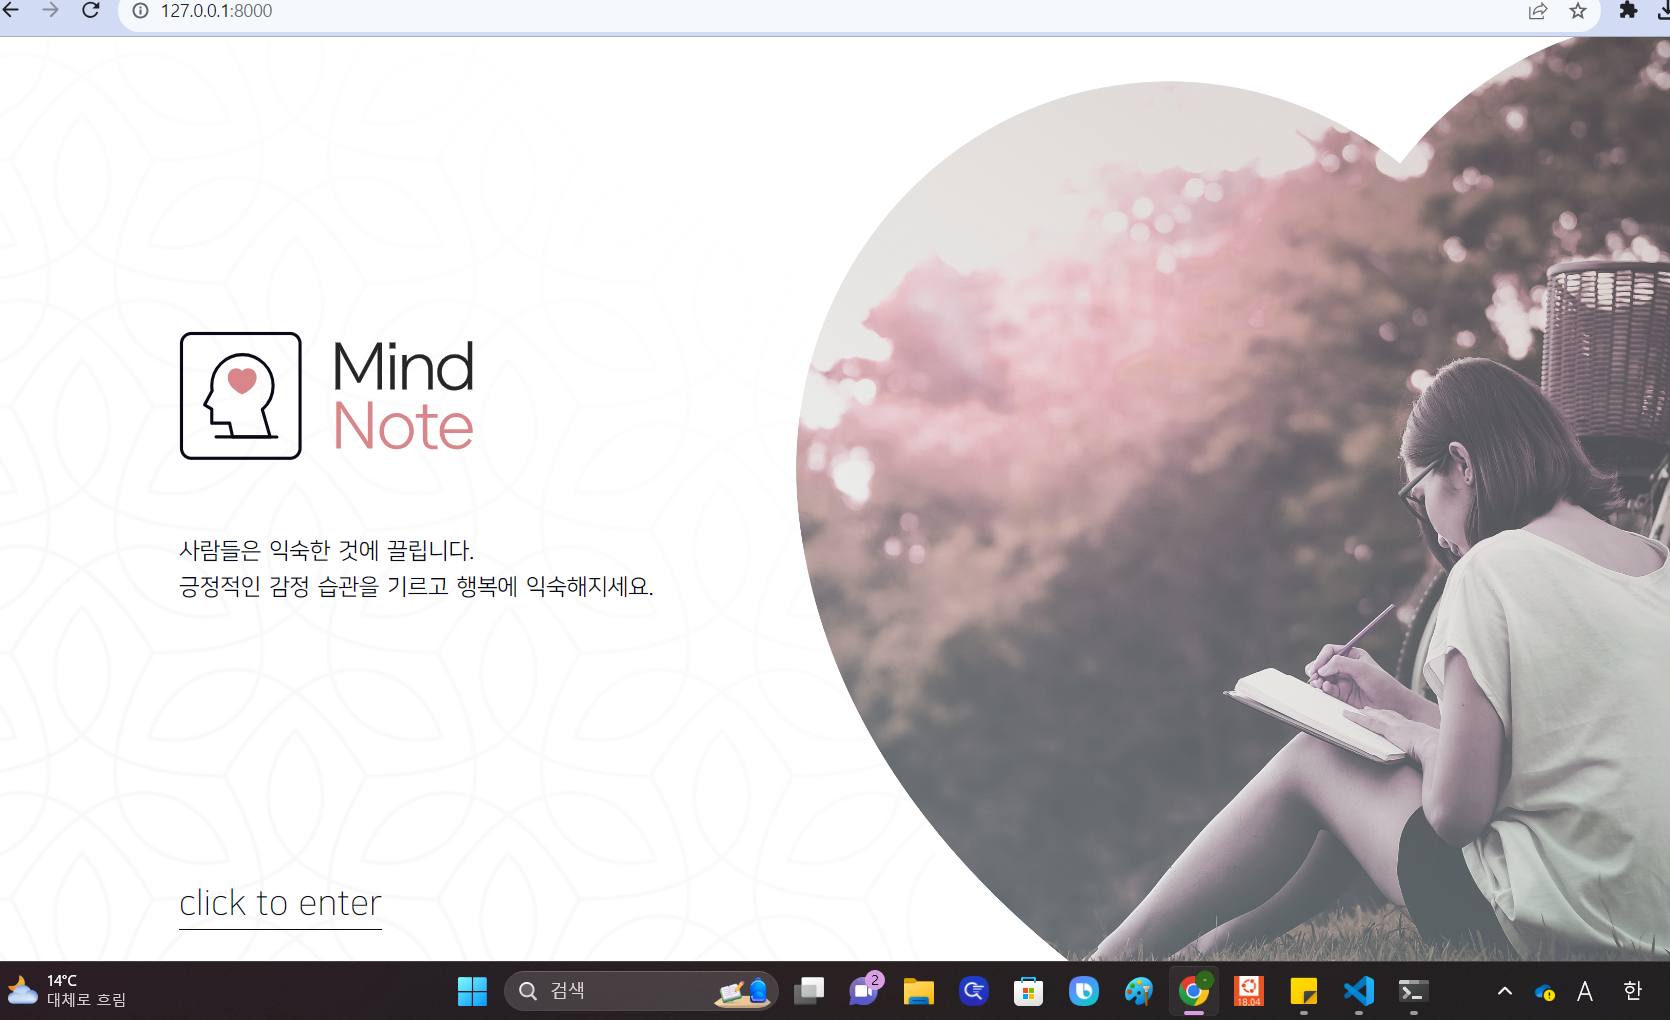 127.0.0.1:8000
Mind
Note
사람들은 익숙한 것에 끌립니다.
긍정적인 감정 습관을 기르고 행복에 익숙해지세요.
click to enter
14°C
대체로 흐림
검색
2
18.04
A
한